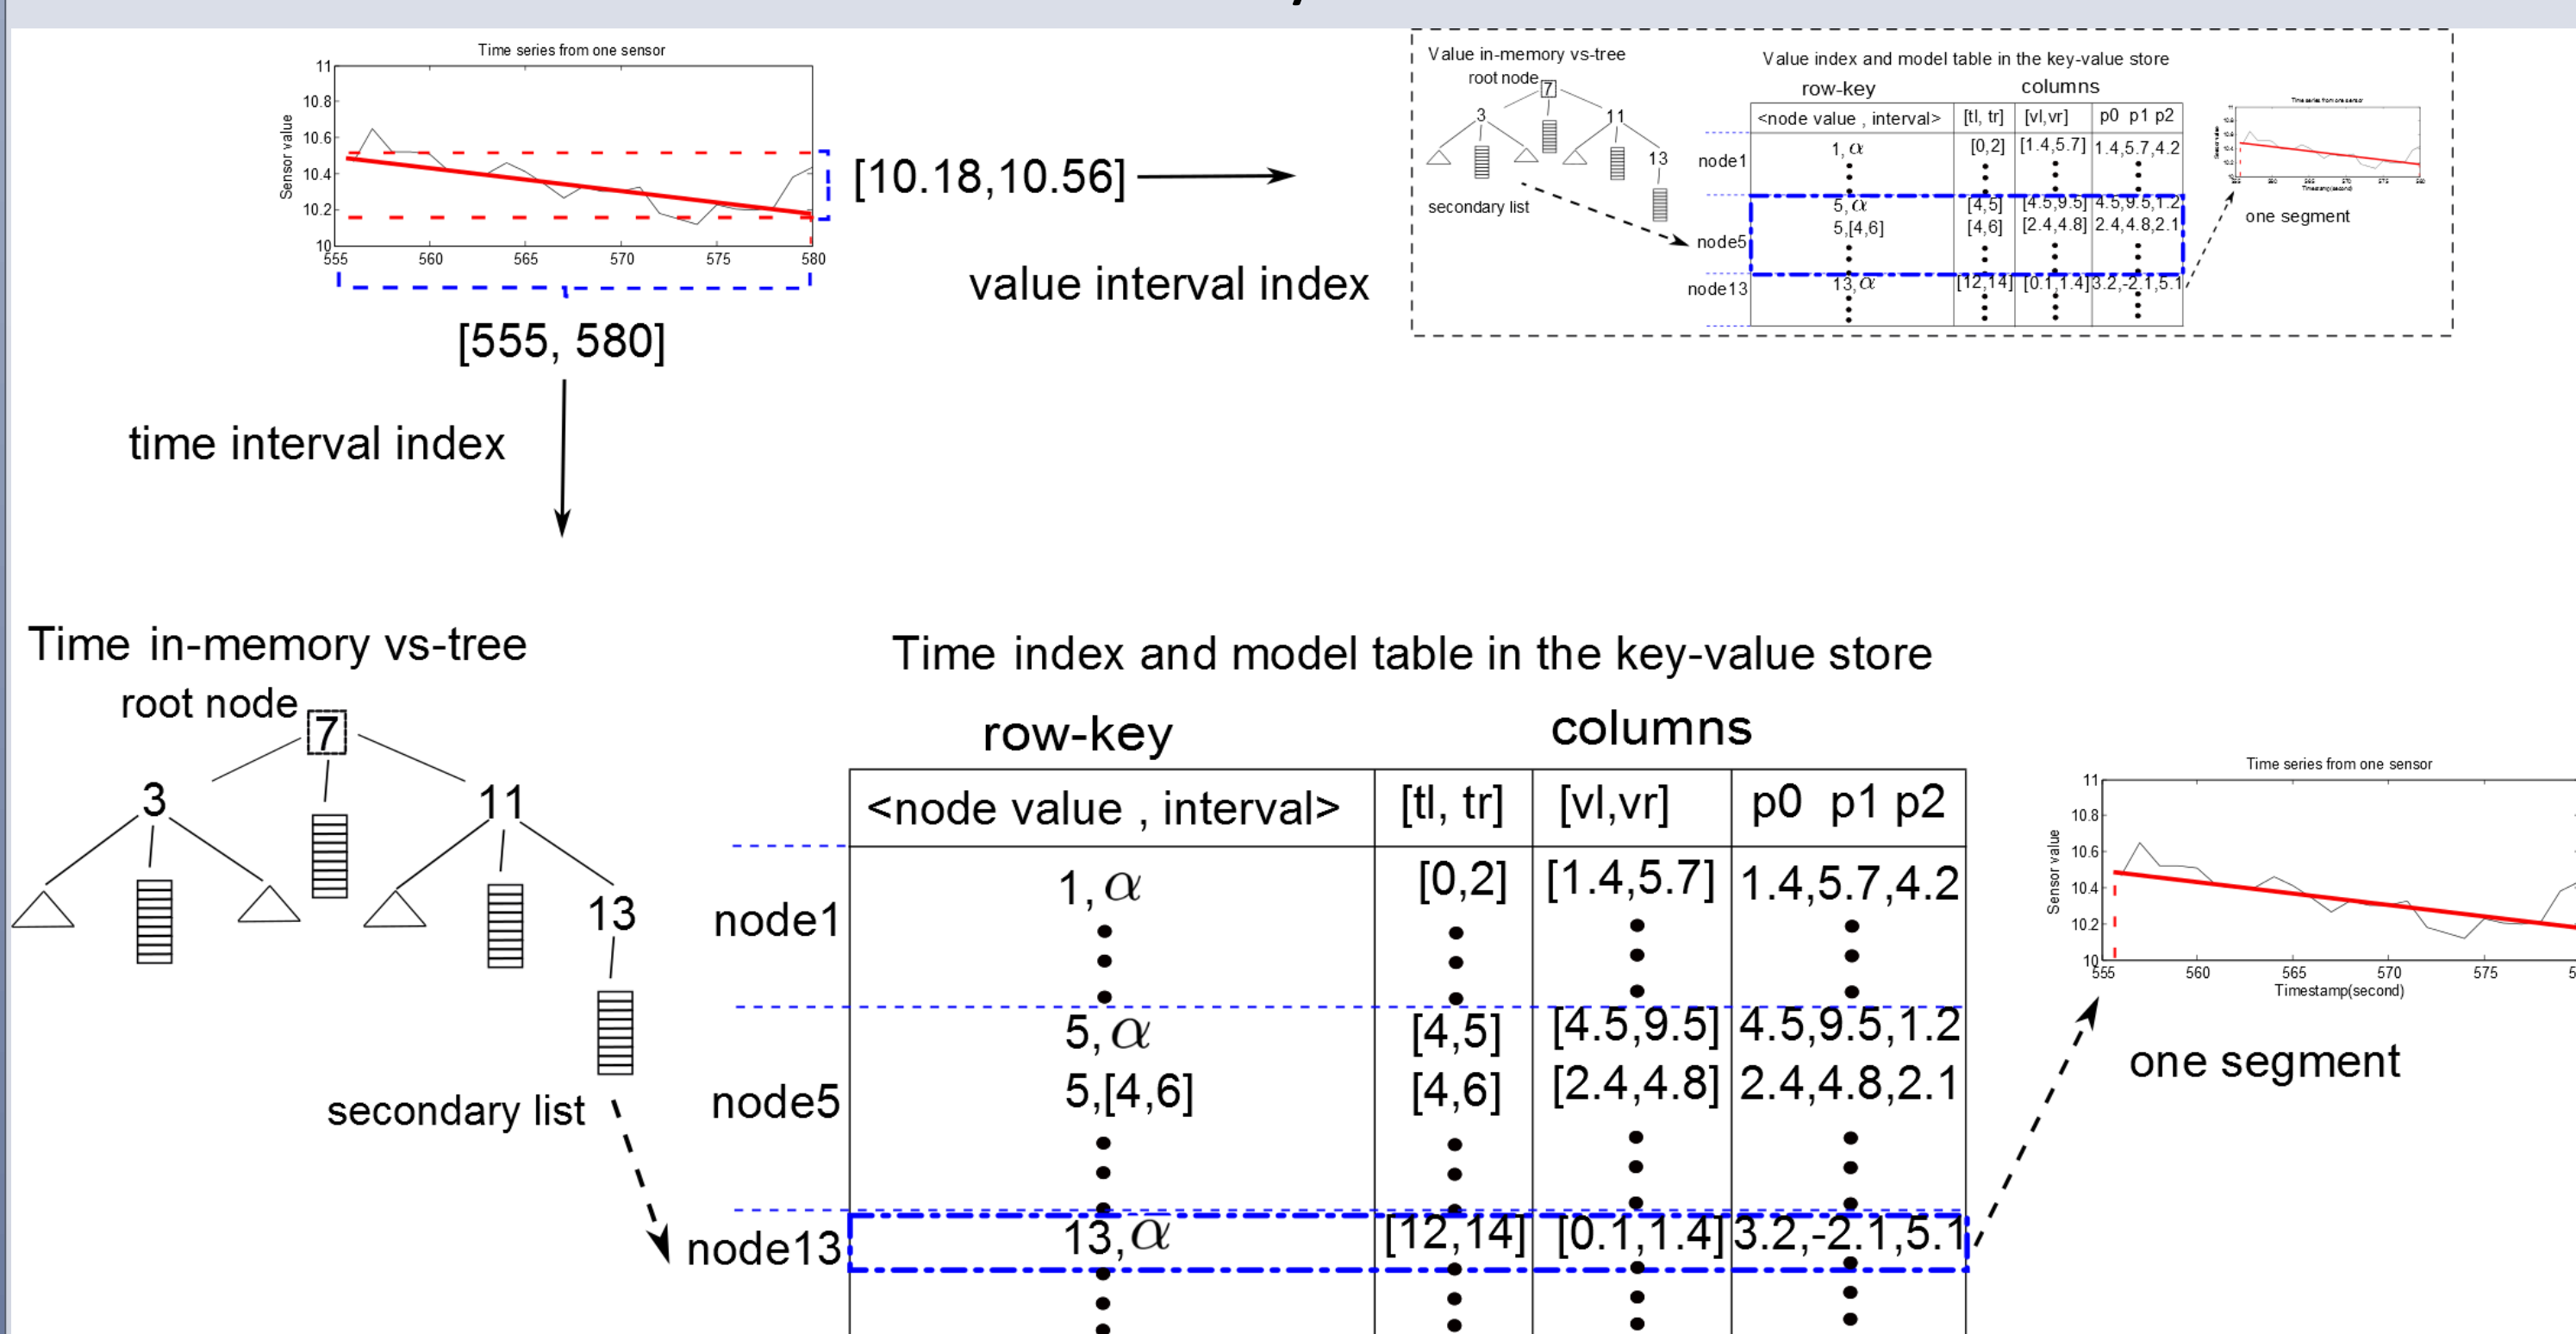 Time series from one sensor
11
10.8
10.6
10.4
10.2
10
Sensor value
555 560 565 570 575 580
[10.18,10.56]
value interval index
[555, 580]
time interval index
Value in-memory vs-tree
root node
7
3 11
13
secondary list
Value index and model table in the key-value store
row-key columns
<node value , interval> [tl, tr] [vl,vr] p0 p1 p2
node1 1,α [0,2] [1.4,5.7] 1.4,5.7,4.2
5,α [4,5] [4.5,9.5] 4.5,9.5,1.2
node5 5,[4,6] [4,6] [2.4,4.8] 2.4,4.8,2.1
node13 13,α [12,14] [0.1,1.4] 3.2,-2.1,5.1
Time series from one sensor
Timestamp(second)
one segment
Time in-memory vs-tree
root node
7
3 11
13
secondary list
Time index and model table in the key-value store
row-key columns
<node value , interval> [tl, tr] [vl,vr] p0 p1 p2
node1 1,α [0,2] [1.4,5.7] 1.4,5.7,4.2
5,α [4,5] [4.5,9.5] 4.5,9.5,1.2
node5 5,[4,6] [4,6] [2.4,4.8] 2.4,4.8,2.1
node13 13,α [12,14] [0.1,1.4] 3.2,-2.1,5.1
Time series from one sensor
11
10.8
10.6
10.4
10.2
10
Sensor value
555 560 565 570 575
Timestamp(second)
one segment